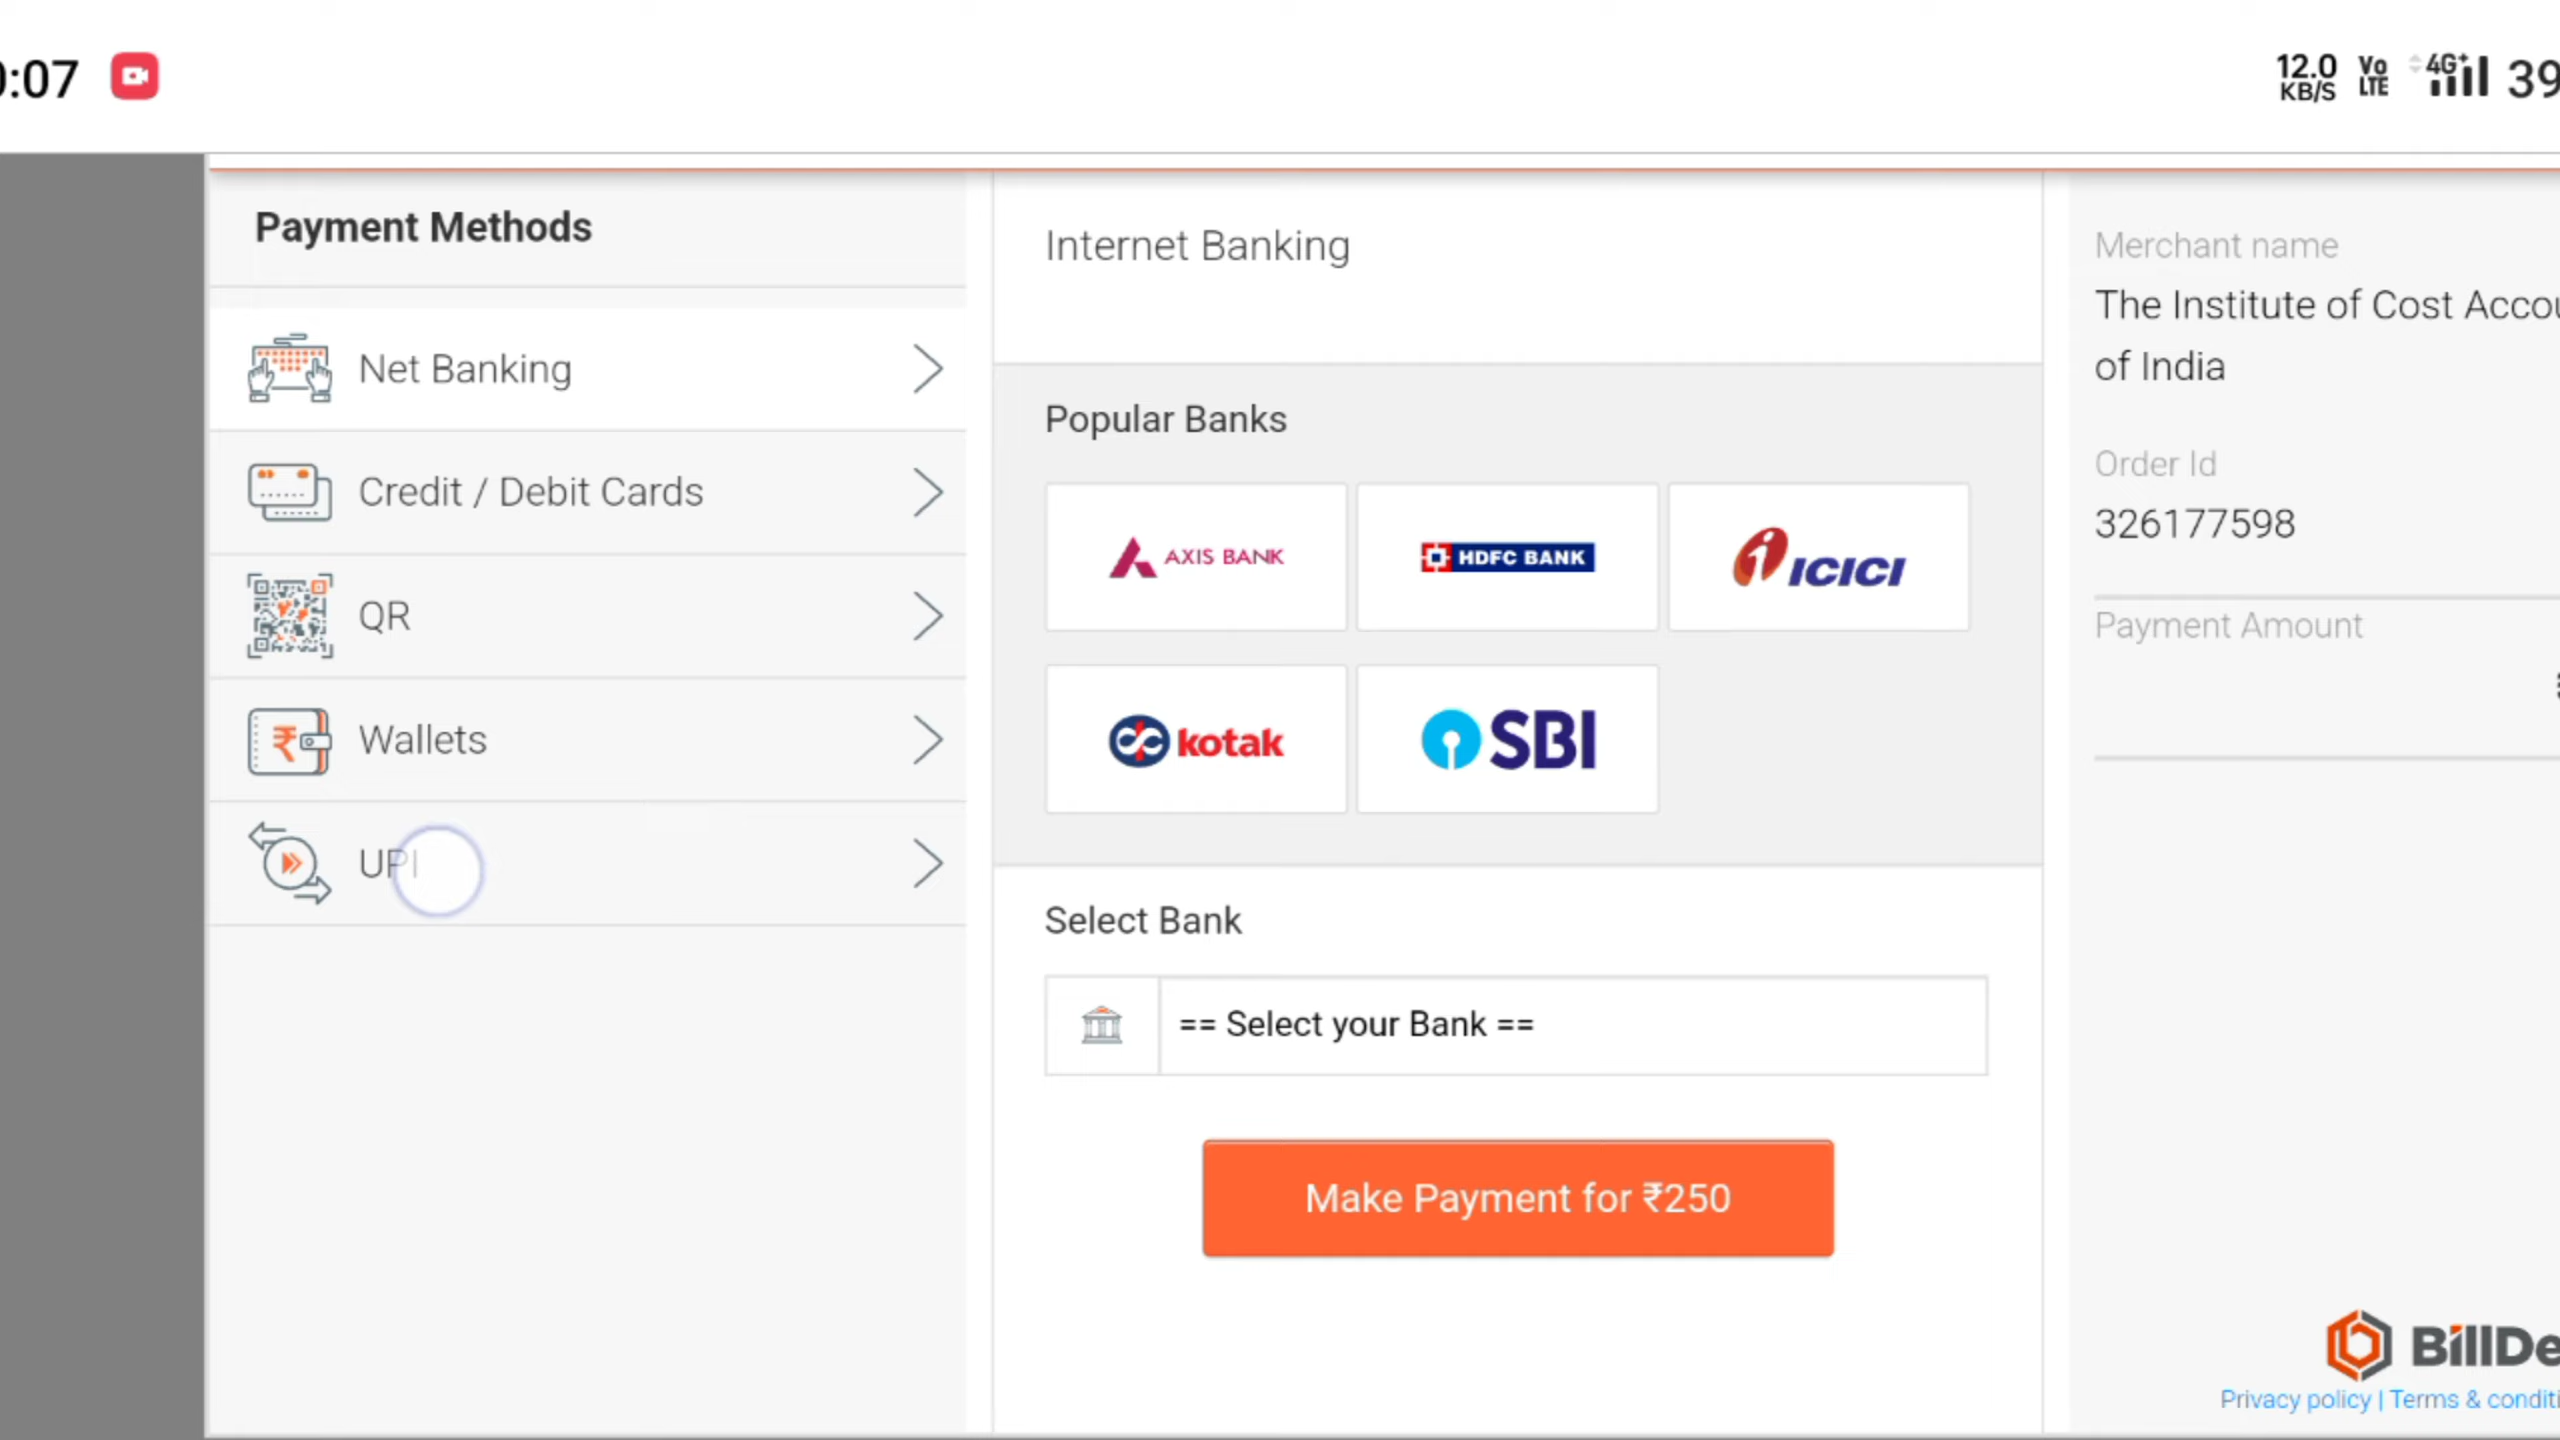 :07
12.0
KB/S
Vo
LTE
4G+
39
Payment Methods
Net Banking
Credit / Debit Cards
QR
Wallets
UPI
Internet Banking
Popular Banks
AXIS BANK
HDFC BANK
ICICI
kotak
SBI
Select Bank
== Select your Bank ==
Make Payment for ₹250
Merchant name
The Institute of Cost Accou
of India
Order Id
326177598
Payment Amount
BillDe
Privacy policy | Terms & conditi